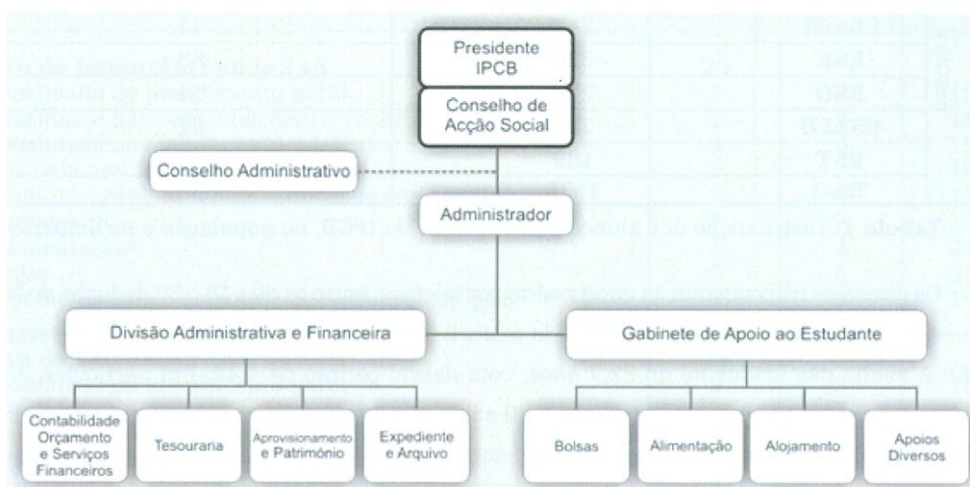 Presidente
IPCB
Conselho de
Acção Social
Conselho Administrativo
Administrador
Divisão Administrativa e Financeira
Gabinete de Apoio ao Estudante
Contabilidade
Orçamento
e Serviços
Financeiros
Tesouraria
Aprovisionamento
e Património
Expediente
e Arquivo
Bolsas
Alimentação
Alojamento
Apoios
Diversos